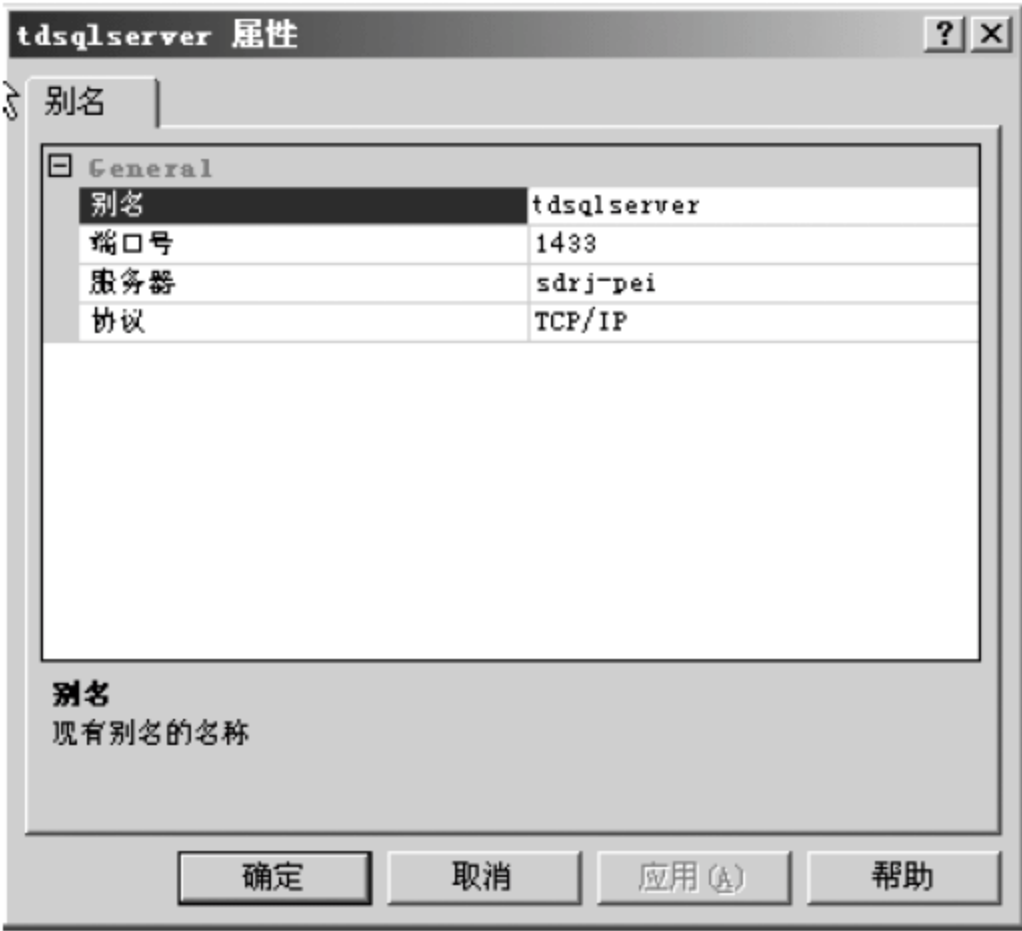 tdsqlserver 属性
别名
General
别名 tdsqlserver
端口号 1433
服务器 sdrj-pei
协议 TCP/IP
别名
现有别名的名称
确定 取消 应用(A) 帮助